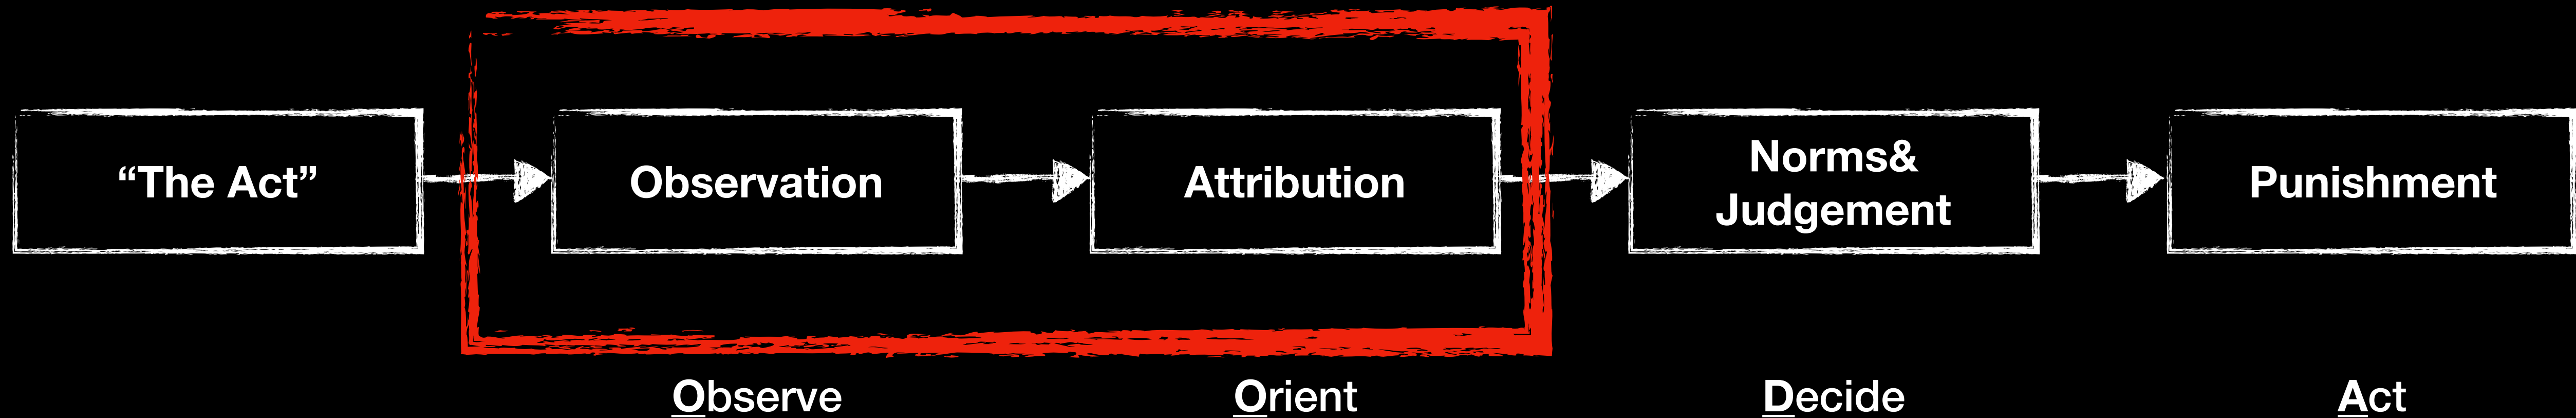 “The Act”
Observation
Attribution
Norms&
Judgement
Punishment
Observe
Orient
Decide
Act